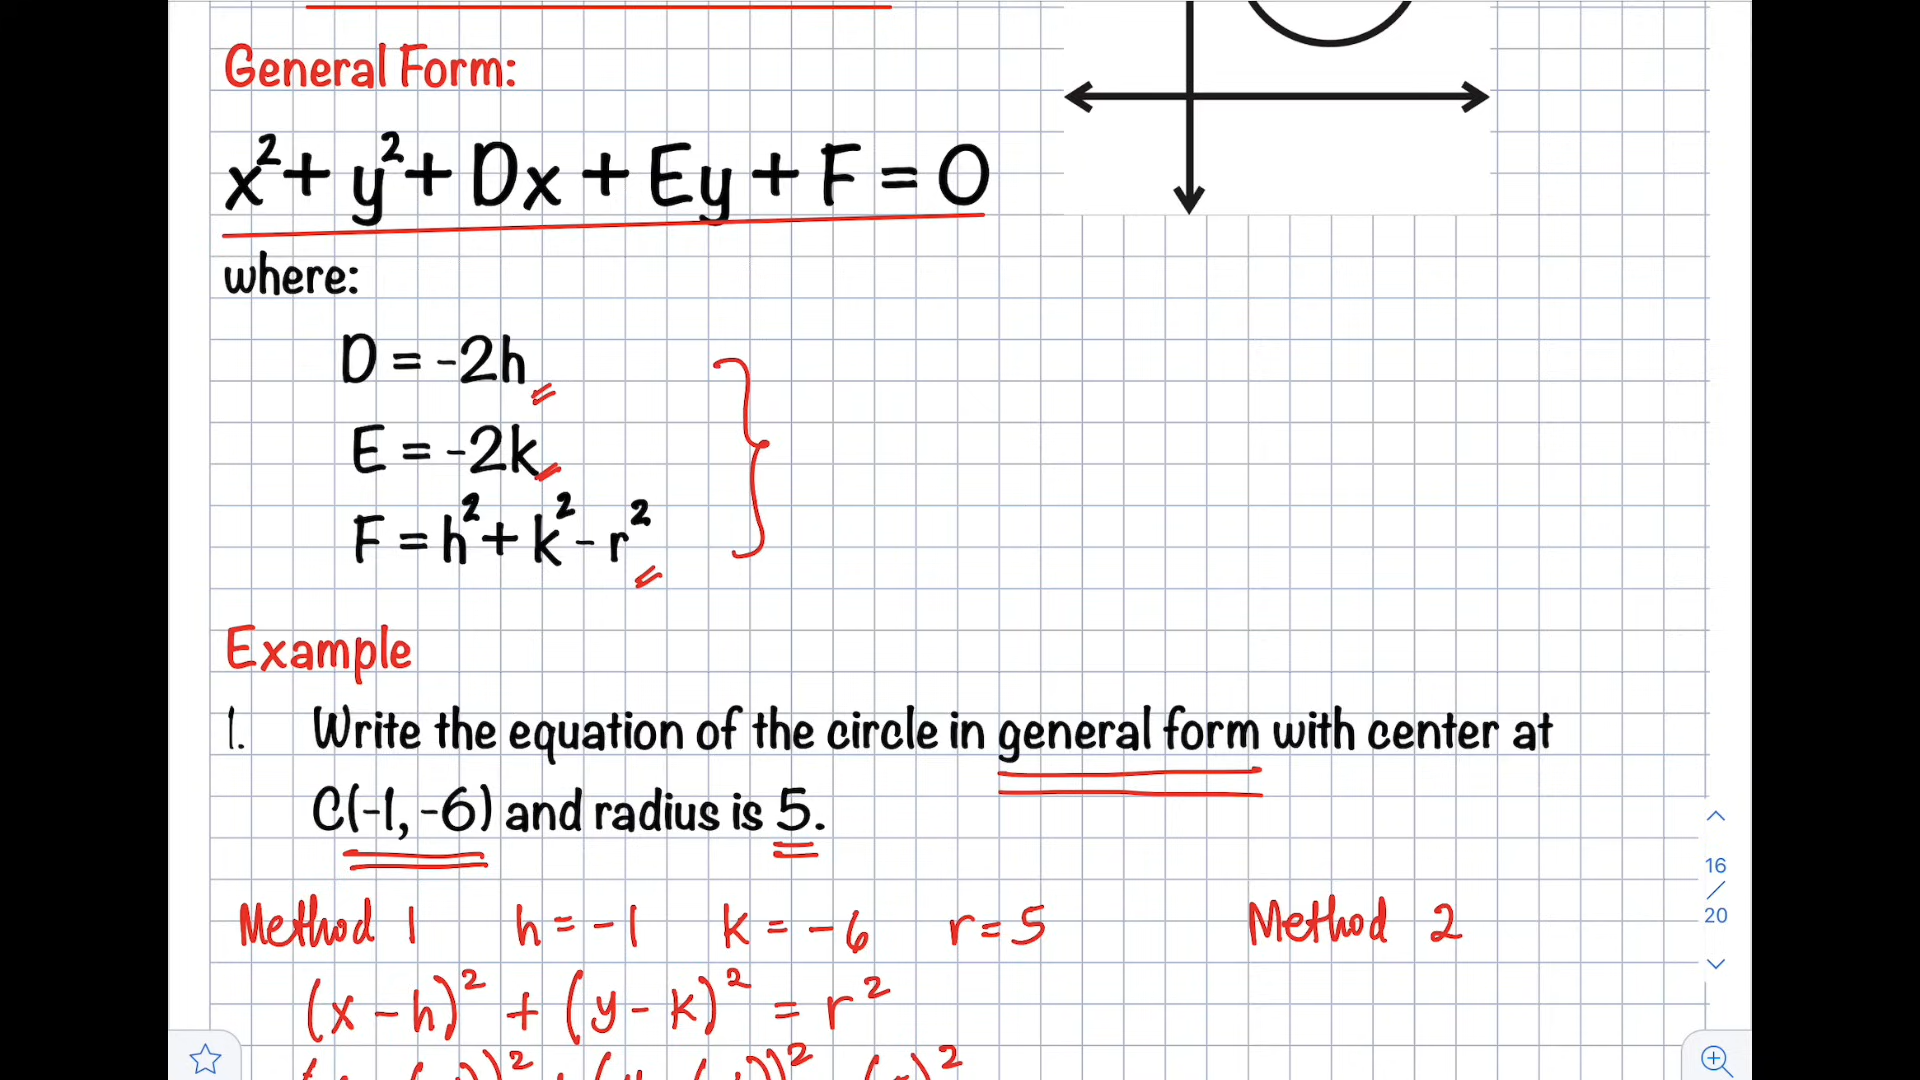 General Form:
x²+ y²+ Dx + Ey + F = 0
where:
D = -2h
E = -2k
F = h²+ k²- r²
Example
1. Write the equation of the circle in general form with center at
C(-1, -6) and radius is 5.
Method 1 h = -1 k = -6 r = 5 Method 2
(x - h)² + (y - k)² = r²
16
/
20